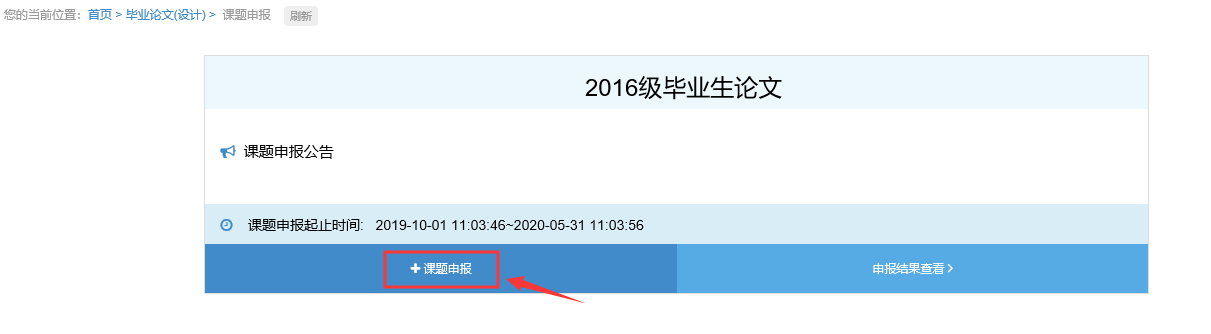 您的当前位置：首页 > 毕业论文(设计) > 课题申报 刷新
2016级毕业生论文
课题申报公告
课题申报起止时间: 2019-10-01 11:03:46~2020-05-31 11:03:56
课题申报 申报结果查看